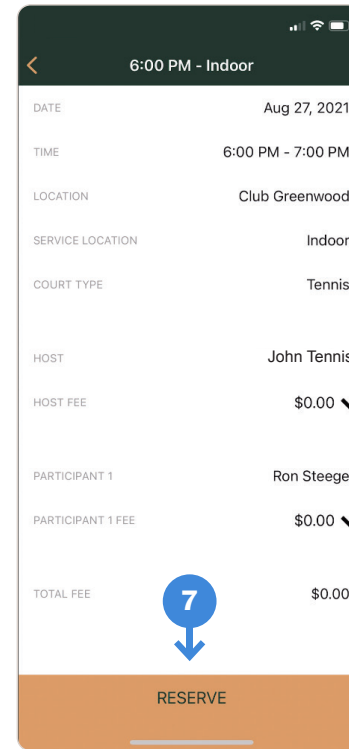 6:00 PM - Indoor
DATE Aug 27, 2021
TIME 6:00 PM - 7:00 PM
LOCATION Club Greenwood
SERVICE LOCATION Indoor
COURT TYPE Tennis
HOST John Tennis
HOST FEE $0.00
PARTICIPANT 1 Ron Steege
PARTICIPANT 1 FEE $0.00
TOTAL FEE $0.00
7
RESERVE